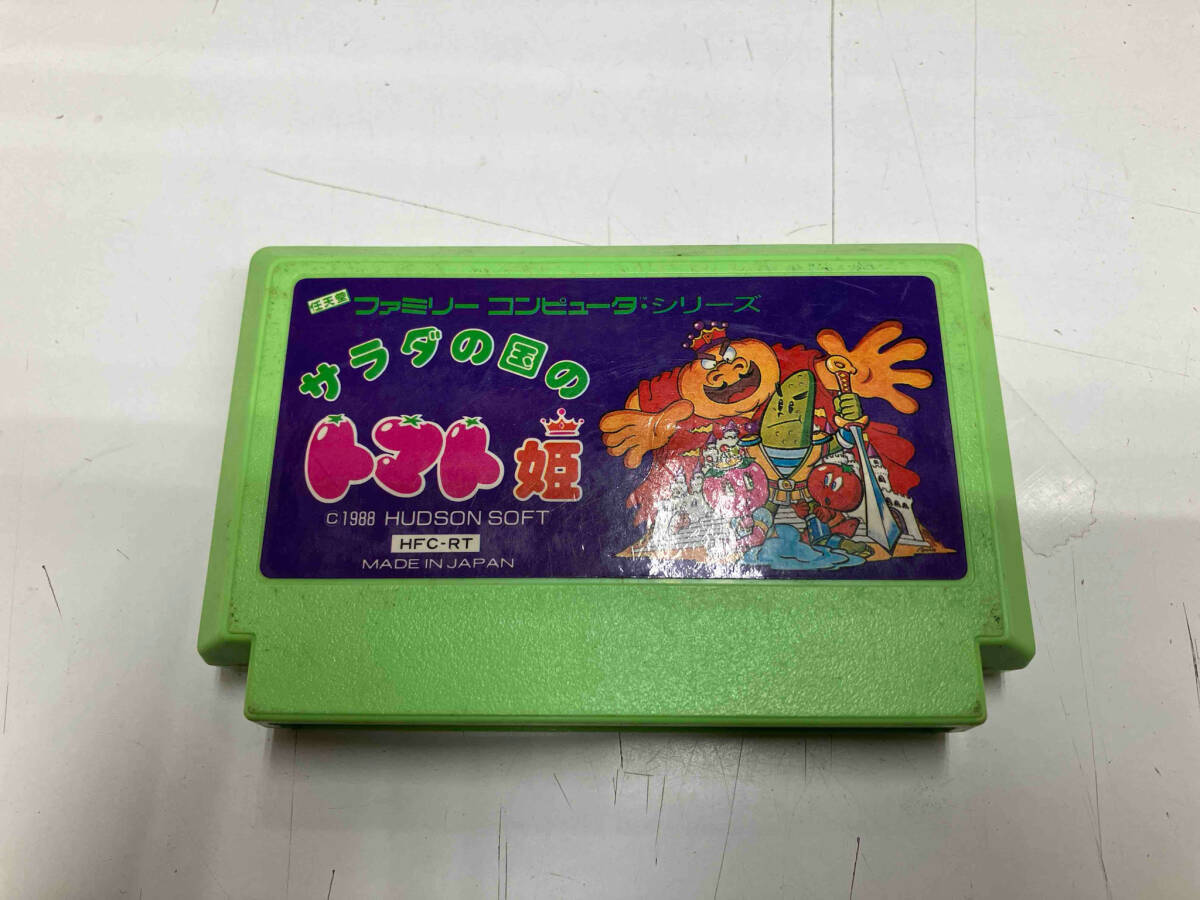 任天堂 ファミリー コンピュータ・シリーズ
サラダの国の
トマト姫
©1988 HUDSON SOFT
HFC-RT
MADE IN JAPAN